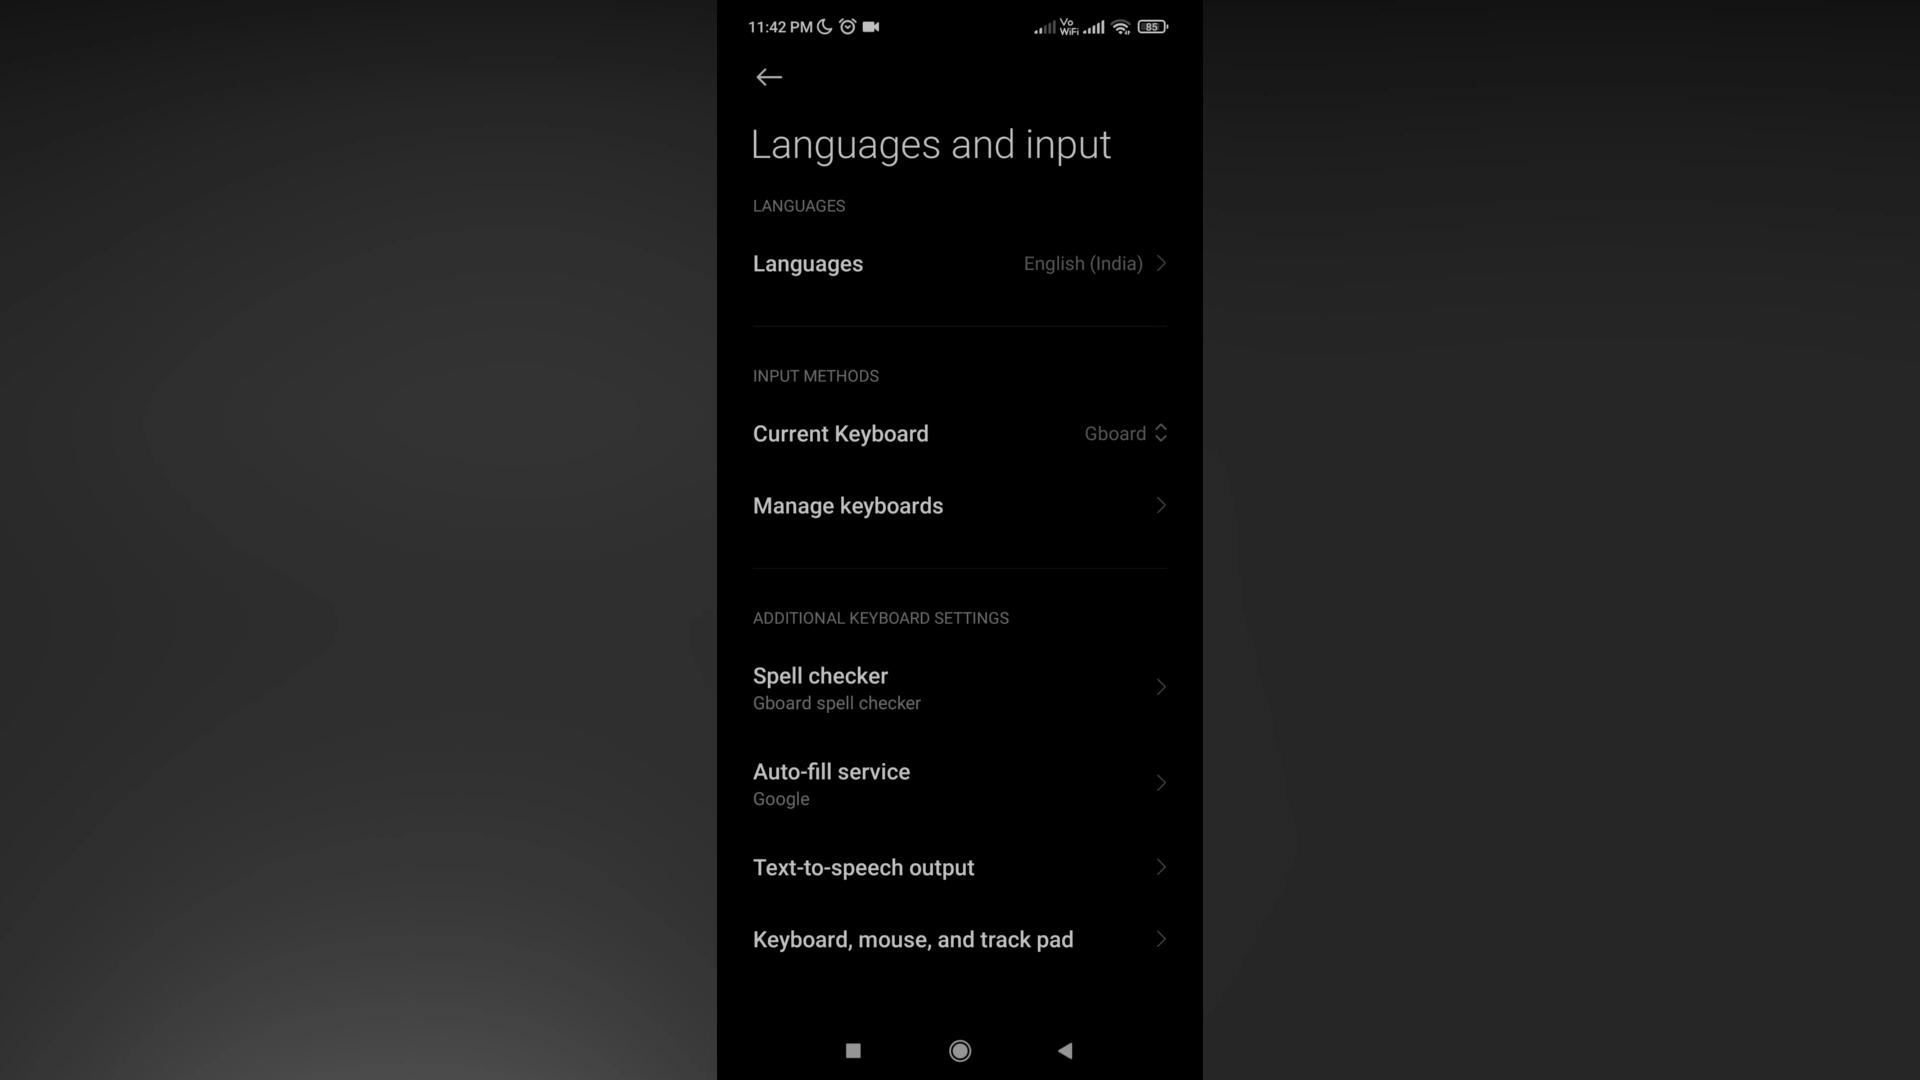 11:42 PM
Vo
WiFi
85
Languages and input
LANGUAGES
Languages English (India)
INPUT METHODS
Current Keyboard Gboard
Manage keyboards
ADDITIONAL KEYBOARD SETTINGS
Spell checker
Gboard spell checker
Auto-fill service
Google
Text-to-speech output
Keyboard, mouse, and track pad